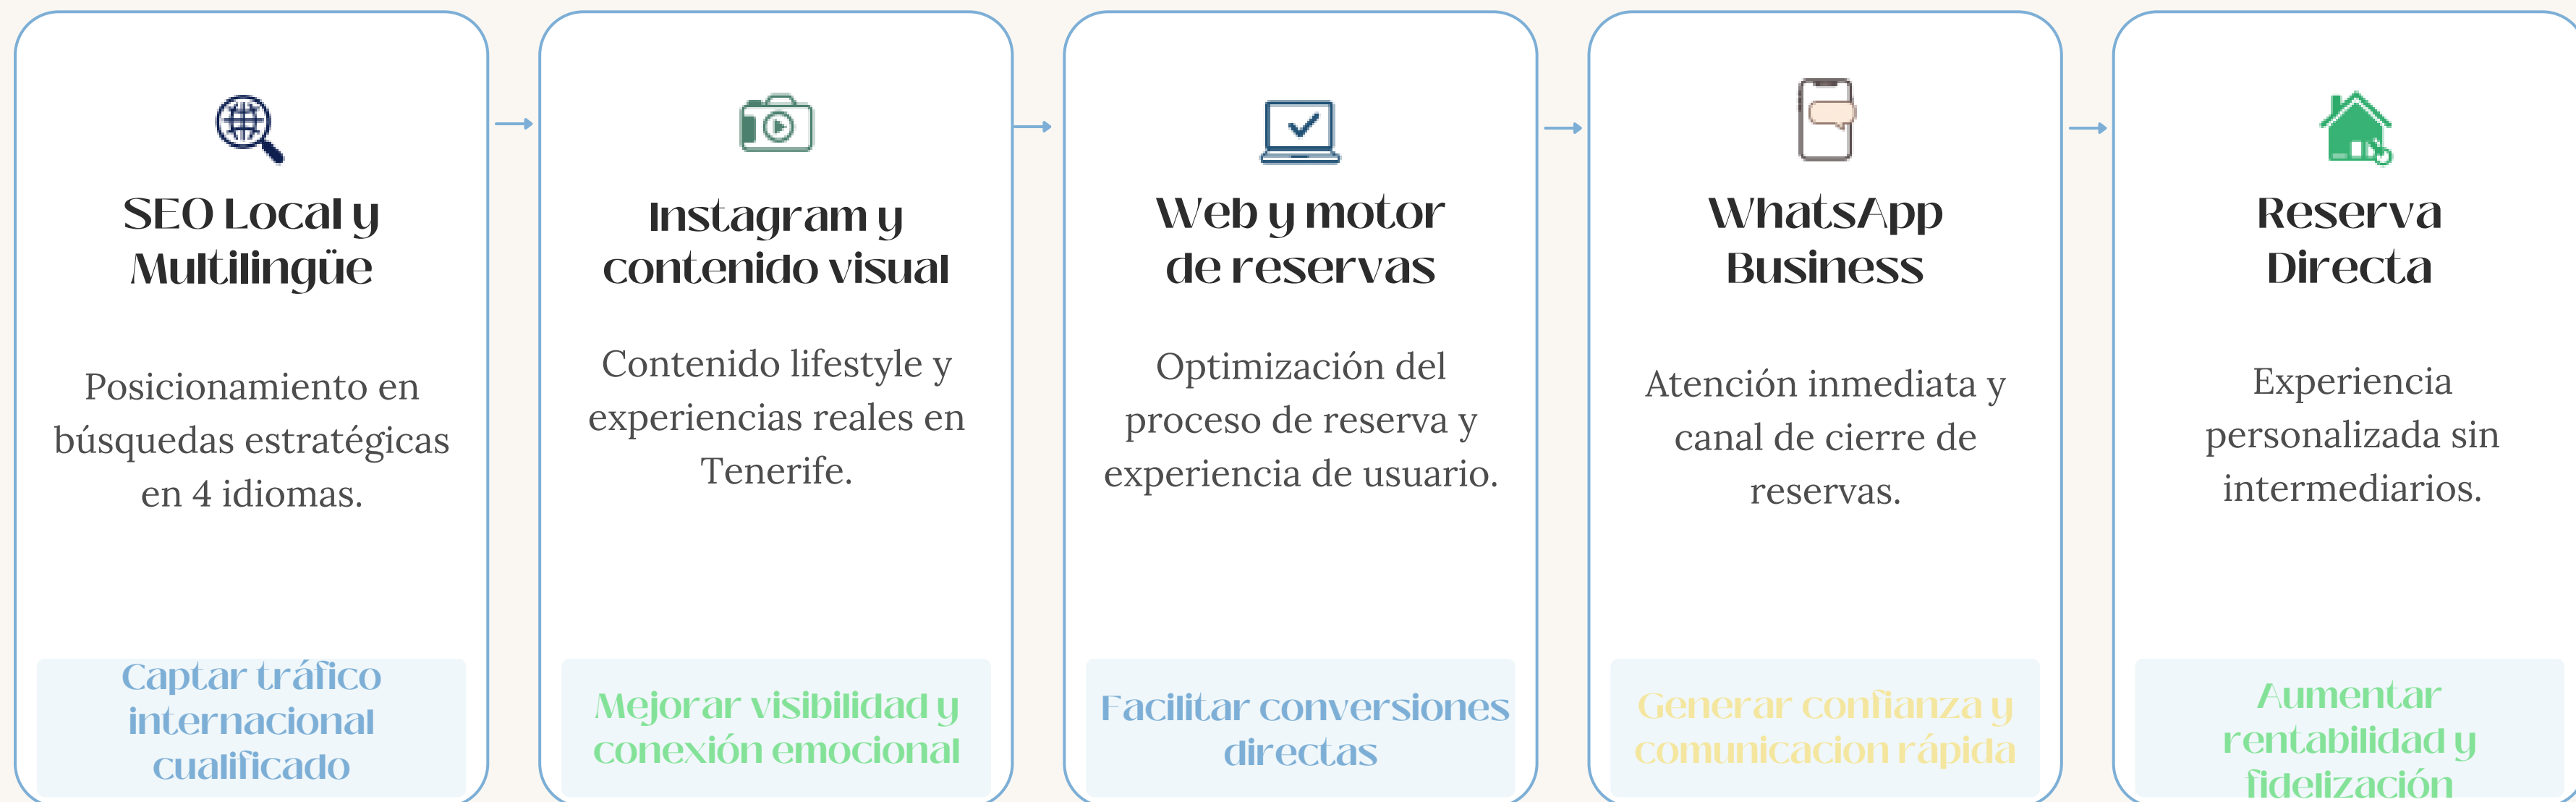 SEO Local y
Multilingüe
Posicionamiento en
búsquedas estratégicas
en 4 idiomas.
Captar tráfico
internacional
cualificado
Instagram y
contenido visual
Contenido lifestyle y
experiencias reales en
Tenerife.
Mejorar visibilidad y
conexión emocional
Web y motor
de reservas
Optimización del
proceso de reserva y
experiencia de usuario.
Facilitar conversiones
directas
WhatsApp
Business
Atención inmediata y
canal de cierre de
reservas.
Generar confianza y
comunicacion rápida
Reserva
Directa
Experiencia
personalizada sin
intermediarios.
Aumentar
rentabilidad y
fidelización